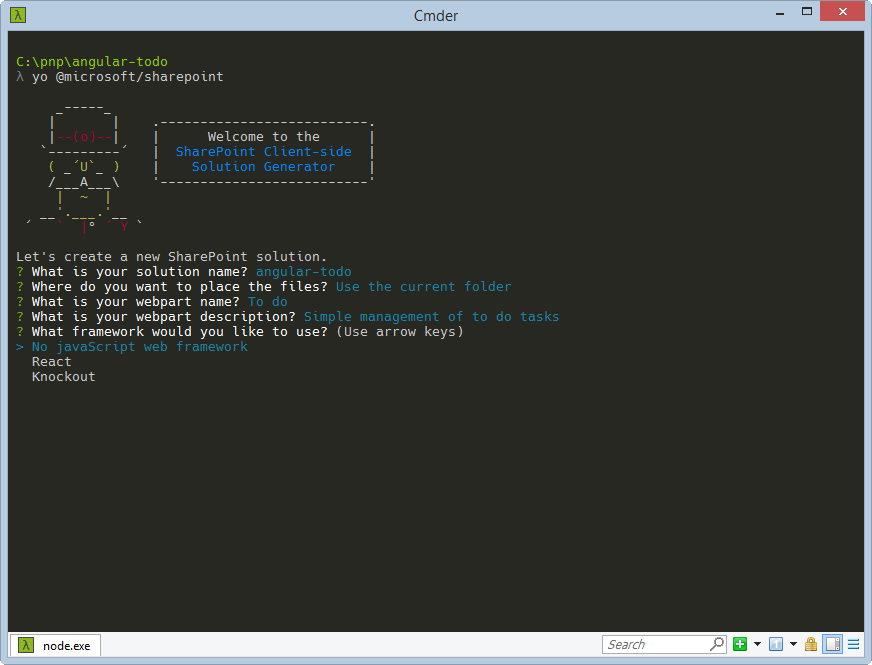 λ
Cmder
C:\pnp\angular-todo
λ yo @microsoft/sharepoint
     _-----_
    |       |    .--------------------------.
    |--(o)--|    |      Welcome to the      |
   `---------´   |  SharePoint Client-side  |
    ( _´U`_ )    |    Solution Generator    |
    /___A___\    '--------------------------'
     |  ~  |
   __'.___.'__
 ´   `  |° ´ Y `
Let's create a new SharePoint solution.
? What is your solution name? angular-todo
? Where do you want to place the files? Use the current folder
? What is your webpart name? To do
? What is your webpart description? Simple management of to do tasks
? What framework would you like to use? (Use arrow keys)
> No javaScript web framework
  React
  Knockout
λ node.exe
Search